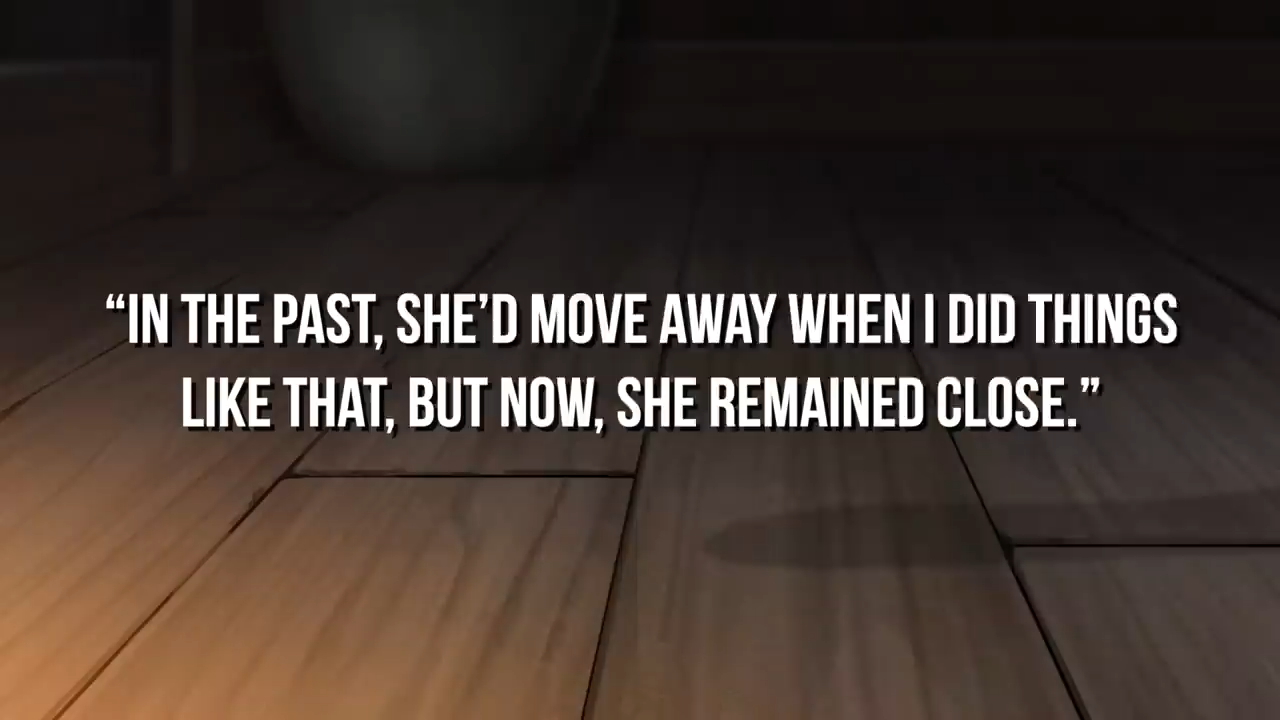 “IN THE PAST, SHE’D MOVE AWAY WHEN I DID THINGS
LIKE THAT, BUT NOW, SHE REMAINED CLOSE.”